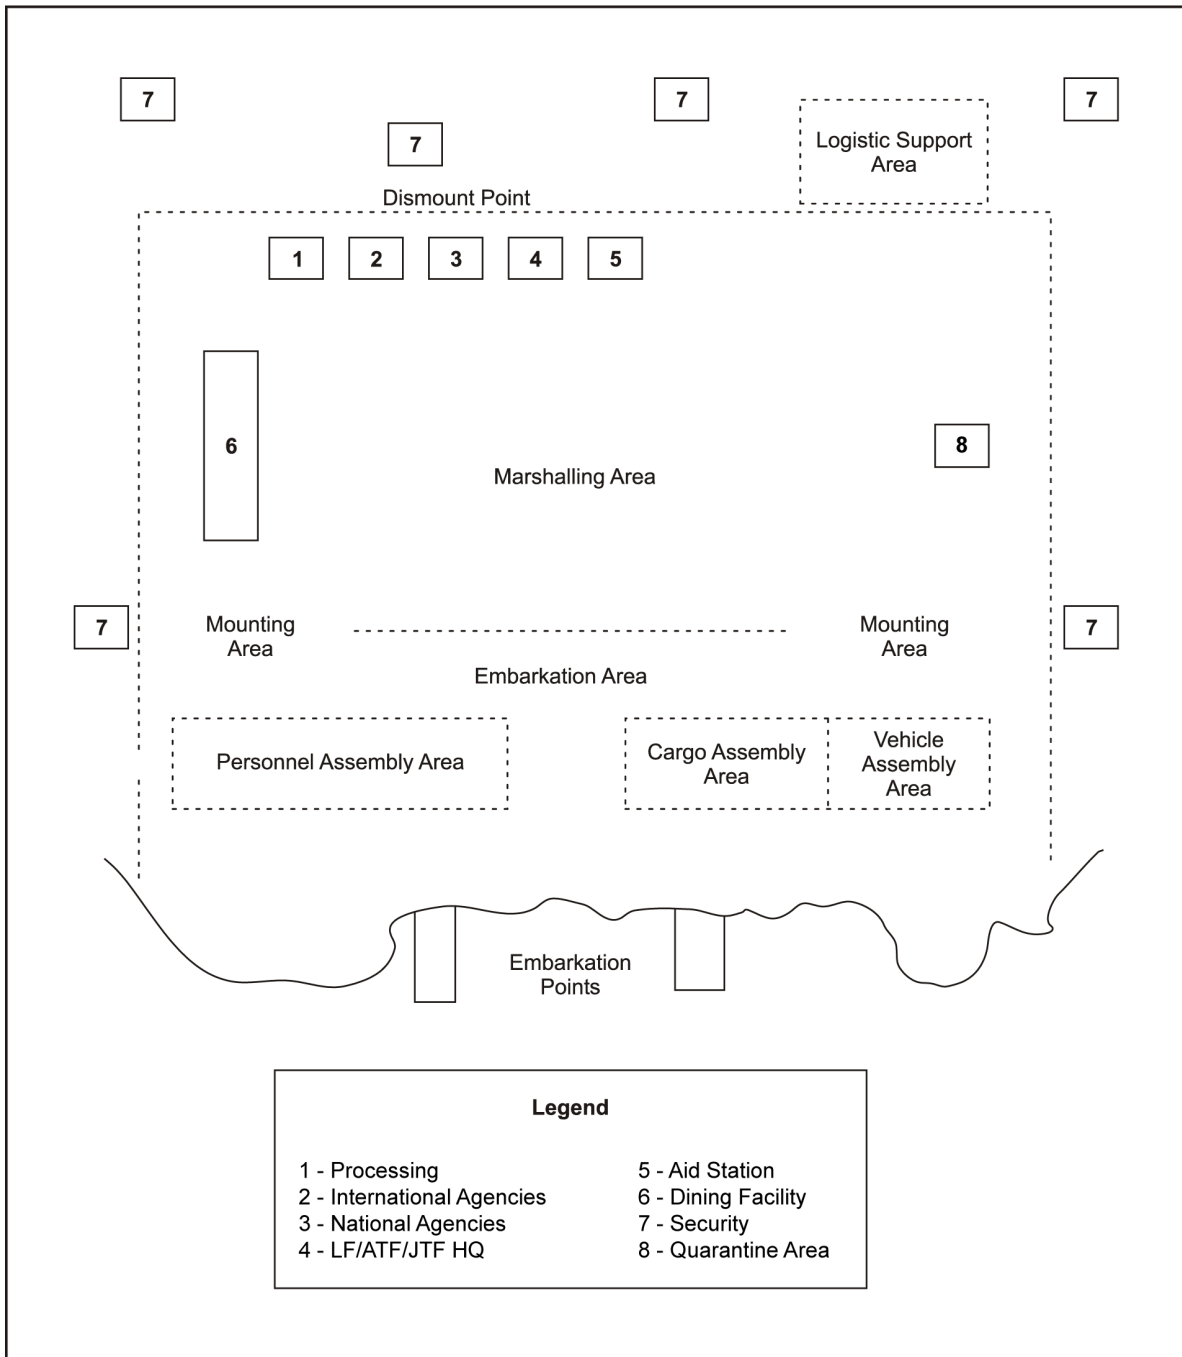 7
7
7
7
Logistic Support
Area
Dismount Point
1
2
3
4
5
6
8
Marshalling Area
7
Mounting
Area
Mounting
Area
7
Embarkation Area
Personnel Assembly Area
Cargo Assembly
Area
Vehicle
Assembly
Area
Embarkation
Points
Legend
1 - Processing
2 - International Agencies
3 - National Agencies
4 - LF/ATF/JTF HQ
5 - Aid Station
6 - Dining Facility
7 - Security
8 - Quarantine Area